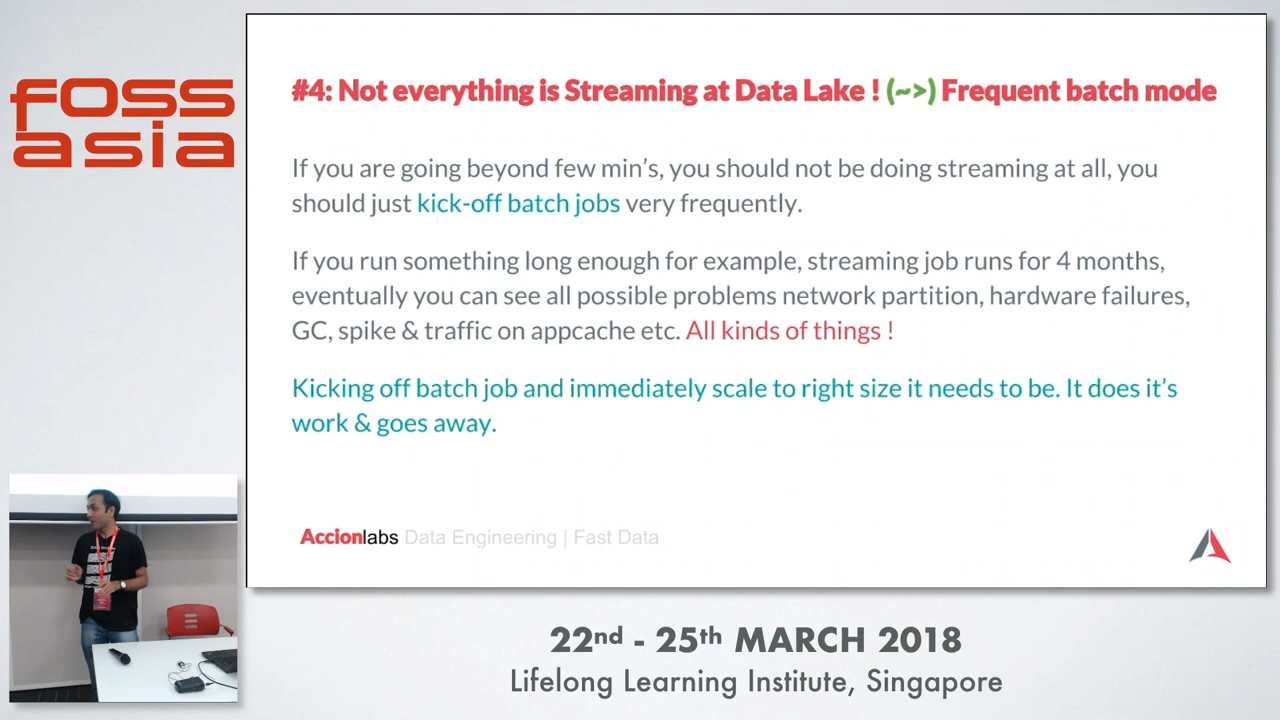 FOSS
asia
#4: Not everything is Streaming at Data Lake ! (~>) Frequent batch mode
If you are going beyond few min’s, you should not be doing streaming at all, you
should just kick-off batch jobs very frequently.
If you run something long enough for example, streaming job runs for 4 months,
eventually you can see all possible problems network partition, hardware failures,
GC, spike & traffic on appcache etc. All kinds of things !
Kicking off batch job and immediately scale to right size it needs to be. It does it’s
work & goes away.
Accionlabs Data Engineering | Fast Data
22nd - 25th MARCH 2018
Lifelong Learning Institute, Singapore